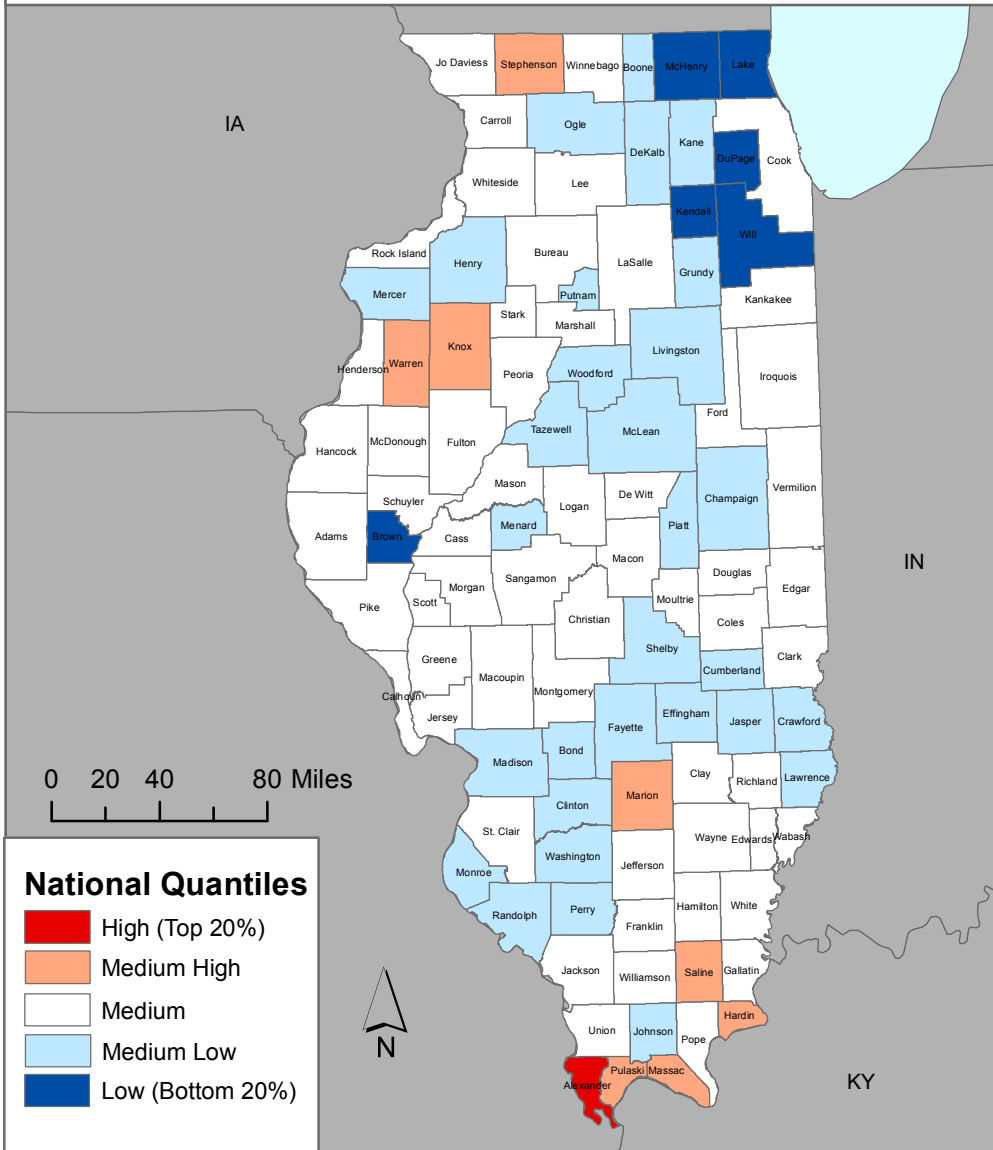 Jo Daviess
Stephenson
Winnebago
Boone
McHenry
Lake
Carroll
Ogle
DeKalb
Kane
DuPage
Cook
IA
Whiteside
Lee
Kendall
Will
Rock Island
Henry
Bureau
LaSalle
Grundy
Mercer
Putnam
Kankakee
Stark
Marshall
Henderson
Warren
Knox
Peoria
Woodford
Livingston
Iroquois
Ford
Hancock
McDonough
Fulton
Tazewell
McLean
Mason
Logan
De Witt
Champaign
Vermilion
Schuyler
Adams
Brown
Cass
Menard
Piatt
Macon
IN
Pike
Scott
Morgan
Sangamon
Christian
Moultrie
Douglas
Edgar
Coles
Greene
Macoupin
Montgomery
Shelby
Cumberland
Clark
Calhoun
Jersey
Fayette
Effingham
Jasper
Crawford
Madison
Bond
Clay
Richland
Lawrence
0 20 40 80 Miles
Marion
Clinton
St. Clair
Wayne
Edwards
Wabash
Washington
Jefferson
Monroe
Randolph
Perry
Hamilton
White
Franklin
Jackson
Williamson
Saline
Gallatin
Union
Johnson
Pope
Hardin
Alexander
Pulaski
Massac
KY
N
National Quantiles
High (Top 20%)
Medium High
Medium
Medium Low
Low (Bottom 20%)